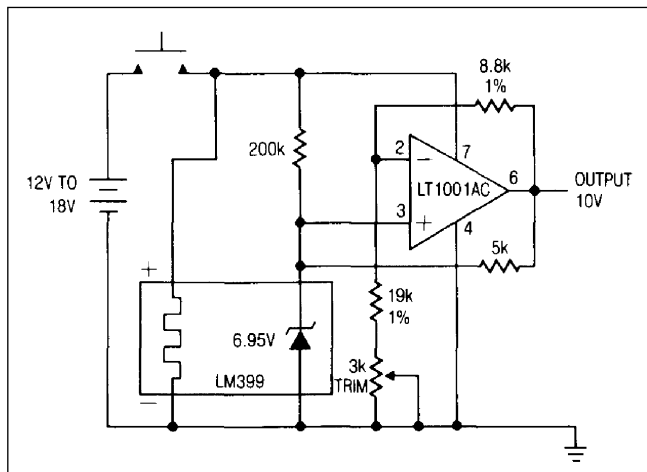 8.8k
1%
200k
2
7
6
3
4
LT1001AC
OUTPUT
10V
12V TO
18V
5k
19k
1%
6.95V
3k
TRIM
LM399